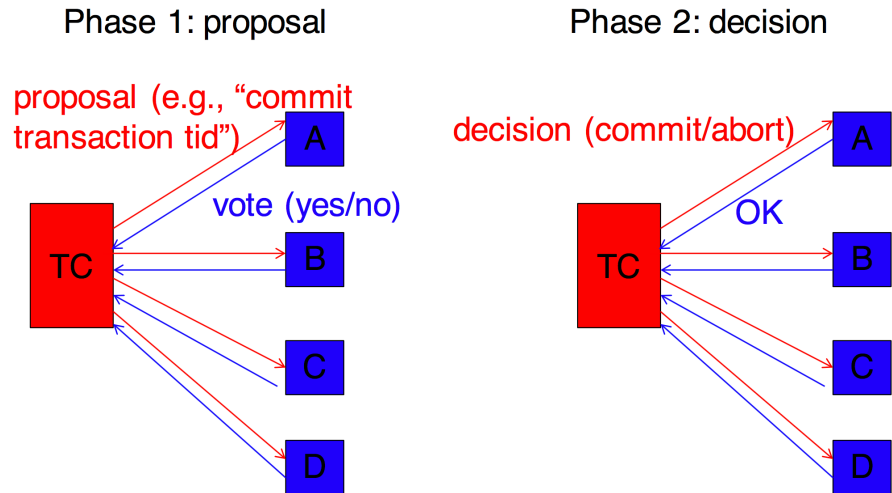 Phase 1: proposal
proposal (e.g., “commit
transaction tid”)
A
vote (yes/no)
TC
B
C
D
Phase 2: decision
decision (commit/abort)
A
OK
TC
B
C
D